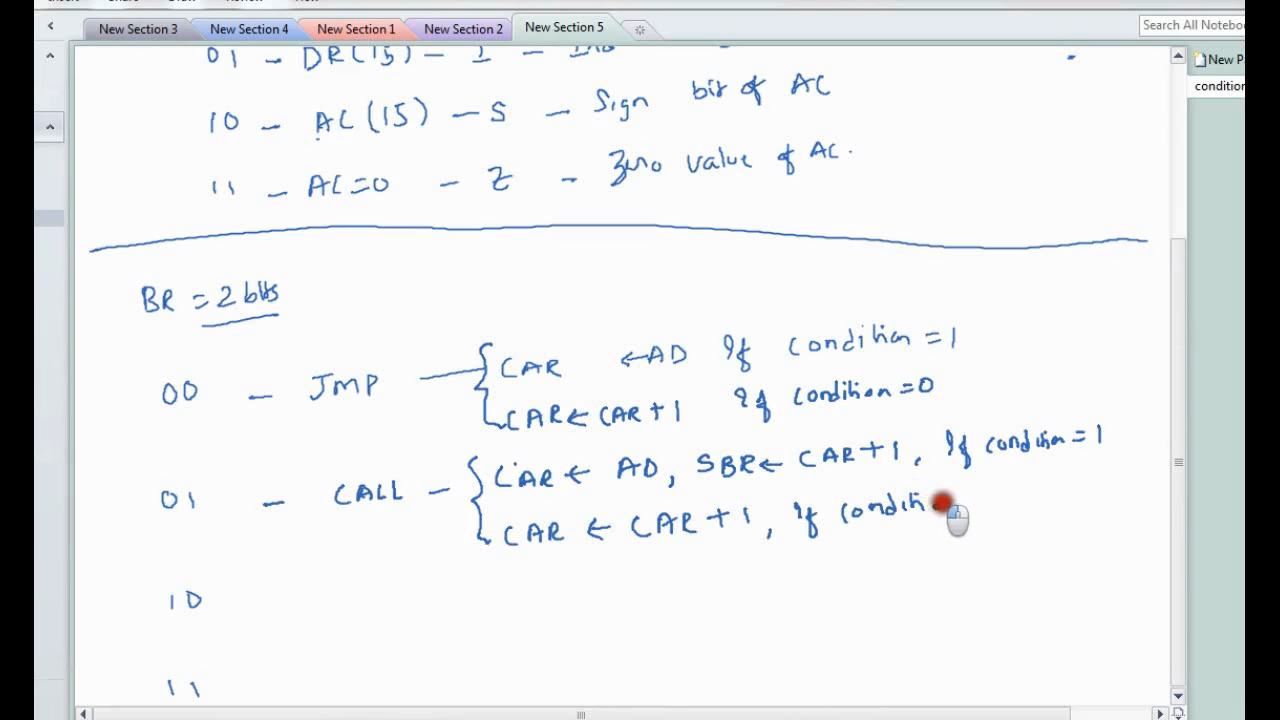 New Section 3 New Section 4 New Section 1 New Section 2 New Section 5 Search All Notebo
New P
condition
01 - DR(15) - I -
10 - AC(15) - S - Sign bit of AC
11 - AC=0 - Z - Zero value of AC.
BR = 2 bits
00 - JMP - { CAR ← AD If condition = 1
CAR ← CAR + 1 If condition = 0
01 - CALL - { CAR ← AD, SBR ← CAR + 1, If condition = 1
CAR ← CAR + 1, If conditi
10
11